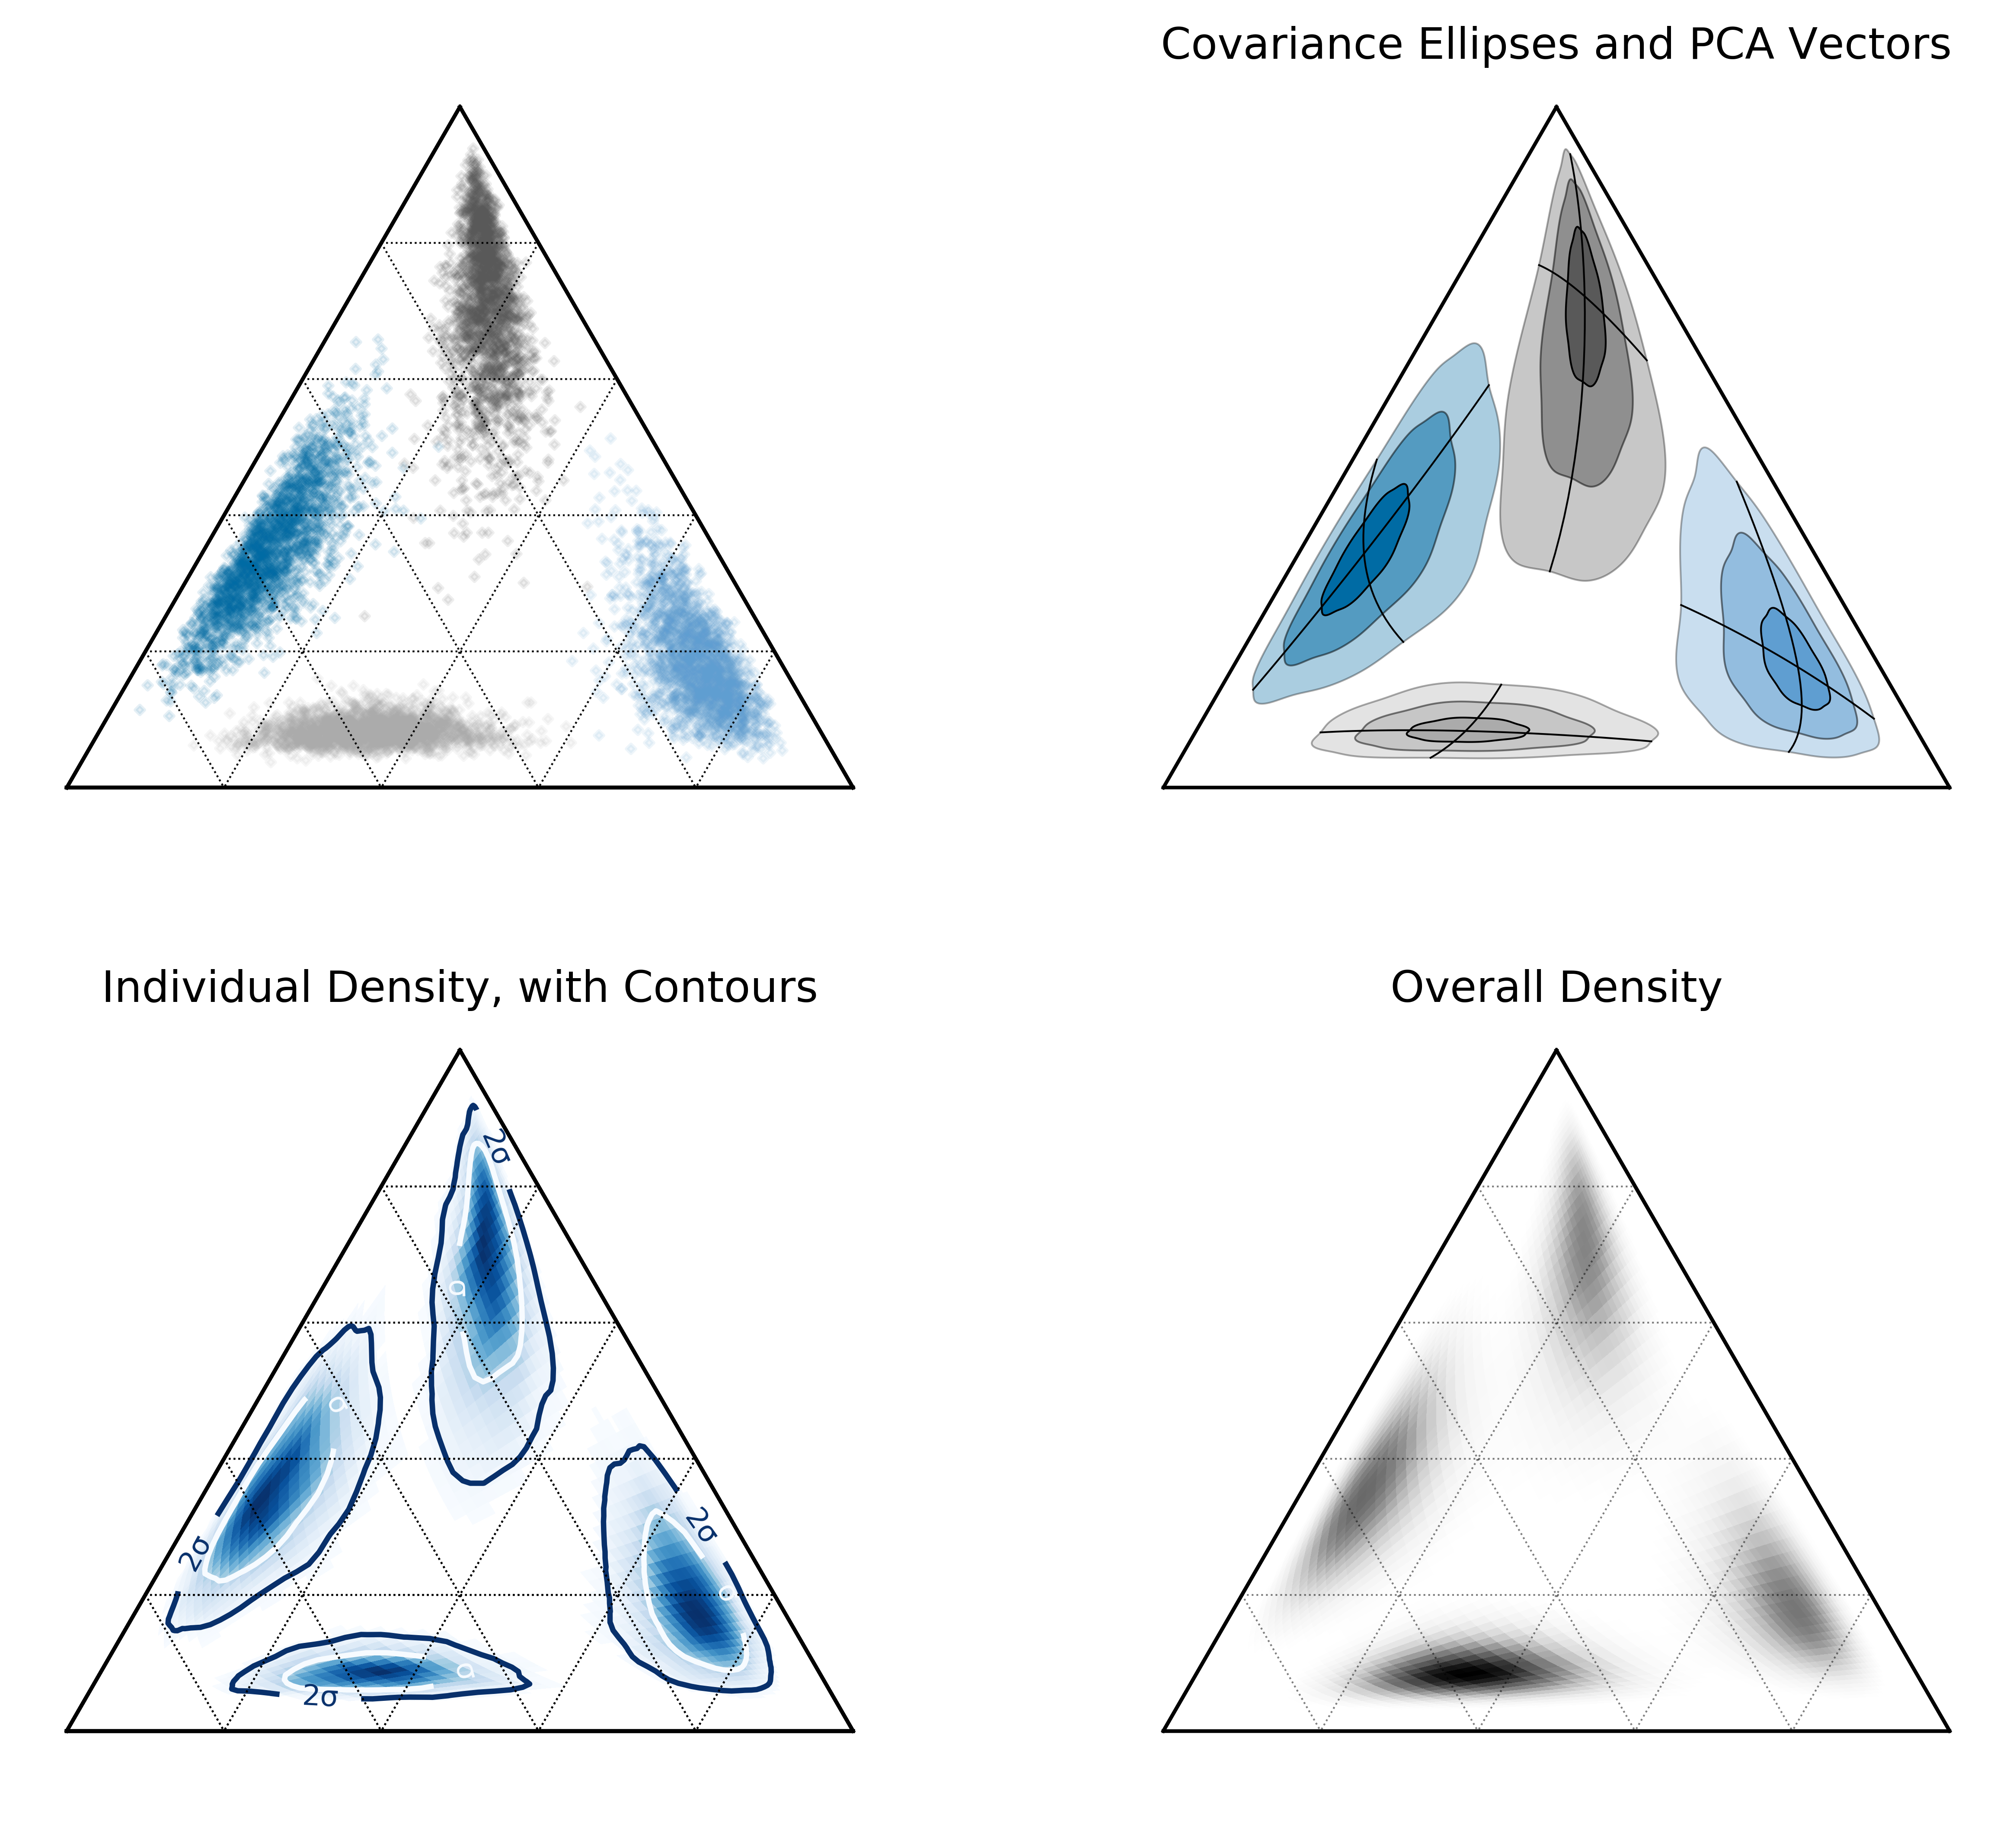 Covariance Ellipses and PCA Vectors
Individual Density, with Contours
Overall Density
2σ
σ
σ
2σ
2σ
σ
σ
2σ